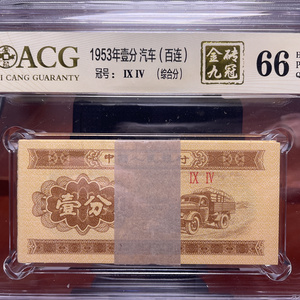 ACG
I CANG GUARANTY
1953年壹分 汽车（百连）
冠号： IX IV （综合分）
金砖
九冠
66
IX IV
壹分